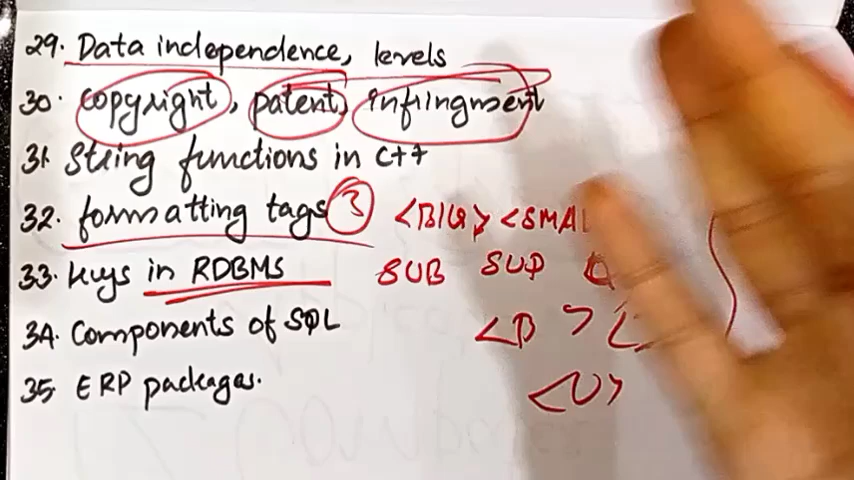 29. Data independence, levels
30. copyright, patent, infringment
31. String functions in C++
32. formatting tags 3 <BIG> <SMAL
33. keys in RDBMS SUB SUP
34. Components of SQL <B >
35. ERP packages. <U>